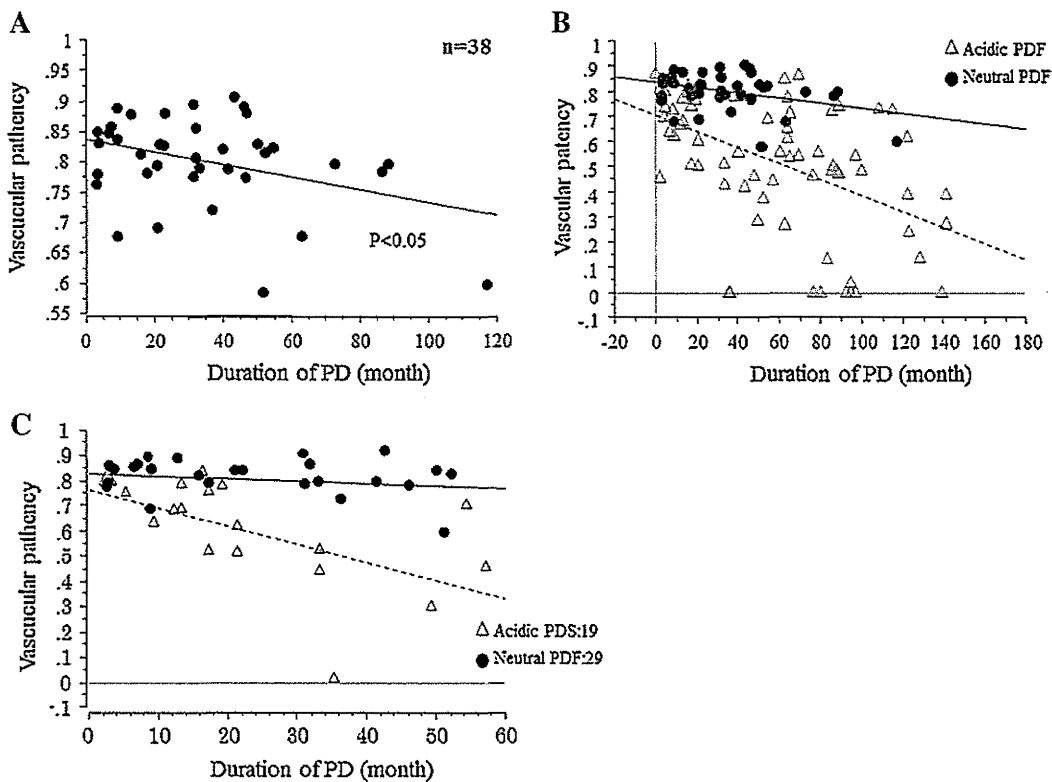 A
n=38
Vascucular pathency
1
.95
.9
.85
.8
.75
.7
.65
.6
.55
P<0.05
0 20 40 60 80 100 120
Duration of PD (month)
B
Acidic PDF
Neutral PDF
Vascular patency
1
.9
.8
.7
.6
.5
.4
.3
.2
.1
0
-.1
-20 0 20 40 60 80 100 120 140 160 180
Duration of PD (month)
C
Vascucular pathency
1
.9
.8
.7
.6
.5
.4
.3
.2
.1
0
-.1
Acidic PDS:19
Neutral PDF:29
0 10 20 30 40 50 60
Duration of PD (month)